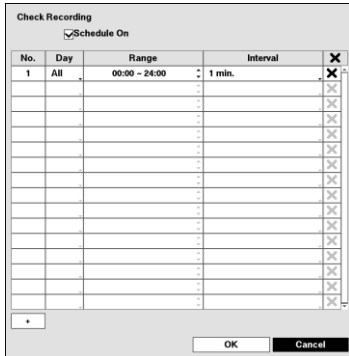 Check Recording
Schedule On
No. Day Range Interval
1 All 00:00 ~ 24:00 1 min.
+
OK Cancel